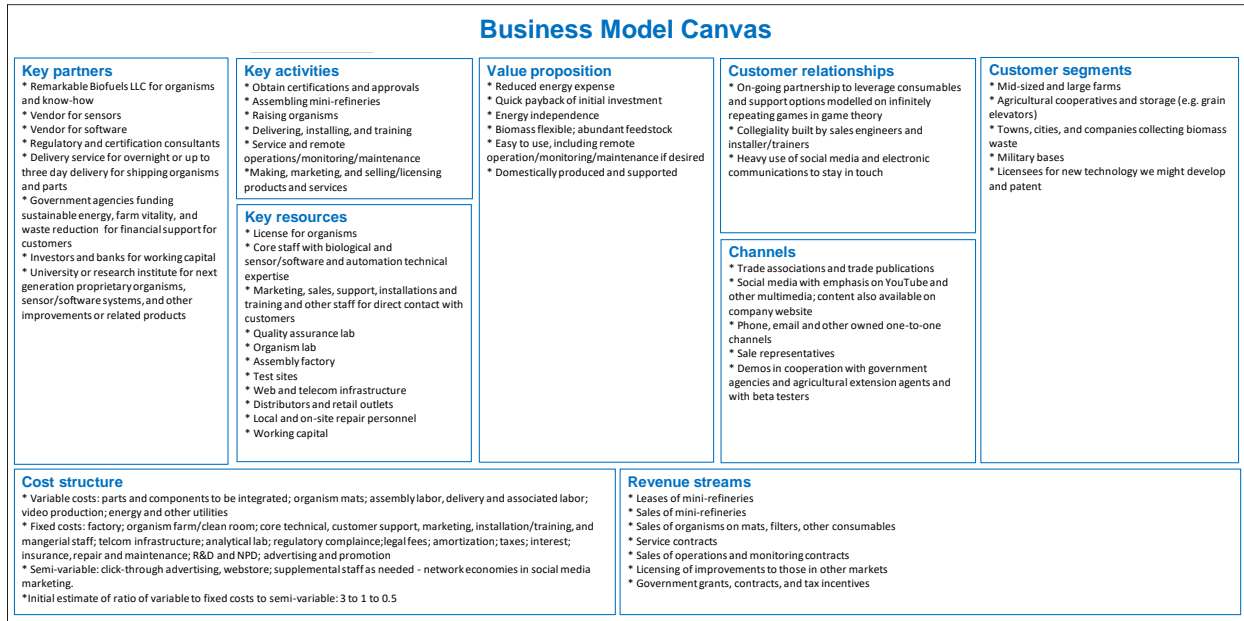 Business Model Canvas
Key partners
* Remarkable Biofuels LLC for organisms
and know-how
* Vendor for sensors
* Vendor for software
* Regulatory and certification consultants
* Delivery service for overnight or up to
three day delivery for shipping organisms
and parts
* Government agencies funding
sustainable energy, farm vitality, and
waste reduction for financial support for
customers
* Investors and banks for working capital
* University or research institute for next
generation proprietary organisms,
sensor/software systems, and other
improvements or related products
Key activities
* Obtain certifications and approvals
* Assembling mini-refineries
* Raising organisms
* Delivering, installing, and training
* Service and remote
operations/monitoring/maintenance
*Making, marketing, and selling/licensing
products and services
Key resources
* License for organisms
* Core staff with biological and
sensor/software and automation technical
expertise
* Marketing, sales, support, installations and
training and other staff for direct contact with
customers
* Quality assurance lab
* Organism lab
* Assembly factory
* Test sites
* Web and telecom infrastructure
* Distributors and retail outlets
* Local and on-site repair personnel
* Working capital
Value proposition
* Reduced energy expense
* Quick payback of initial investment
* Energy independence
* Biomass flexible; abundant feedstock
* Easy to use, including remote
operation/monitoring/maintenance if desired
* Domestically produced and supported
Customer relationships
* On-going partnership to leverage consumables
and support options modelled on infinitely
repeating games in game theory
* Collegiality built by sales engineers and
installer/trainers
* Heavy use of social media and electronic
communications to stay in touch
Channels
* Trade associations and trade publications
* Social media with emphasis on YouTube and
other multimedia; content also available on
company website
* Phone, email and other owned one-to-one
channels
* Sale representatives
* Demos in cooperation with government
agencies and agricultural extension agents and
with beta testers
Customer segments
* Mid-sized and large farms
* Agricultural cooperatives and storage (e.g. grain
elevators)
* Towns, cities, and companies collecting biomass
waste
* Military bases
* Licensees for new technology we might develop
and patent
Cost structure
* Variable costs: parts and components to be integrated; organism mats; assembly labor, delivery and associated labor;
video production; energy and other utilities
* Fixed costs: factory; organism farm/clean room; core technical, customer support, marketing, installation/training, and
mangerial staff; telcom infrastructure; analytical lab; regulatory complaince;legal fees; amortization; taxes; interest;
insurance, repair and maintenance; R&D and NPD; advertising and promotion
* Semi-variable: click-through advertising, webstore; supplemental staff as needed - network economies in social media
marketing.
*Initial estimate of ratio of variable to fixed costs to semi-variable: 3 to 1 to 0.5
Revenue streams
* Leases of mini-refineries
* Sales of mini-refineries
* Sales of organisms on mats, filters, other consumables
* Service contracts
* Sales of operations and monitoring contracts
* Licensing of improvements to those in other markets
* Government grants, contracts, and tax incentives